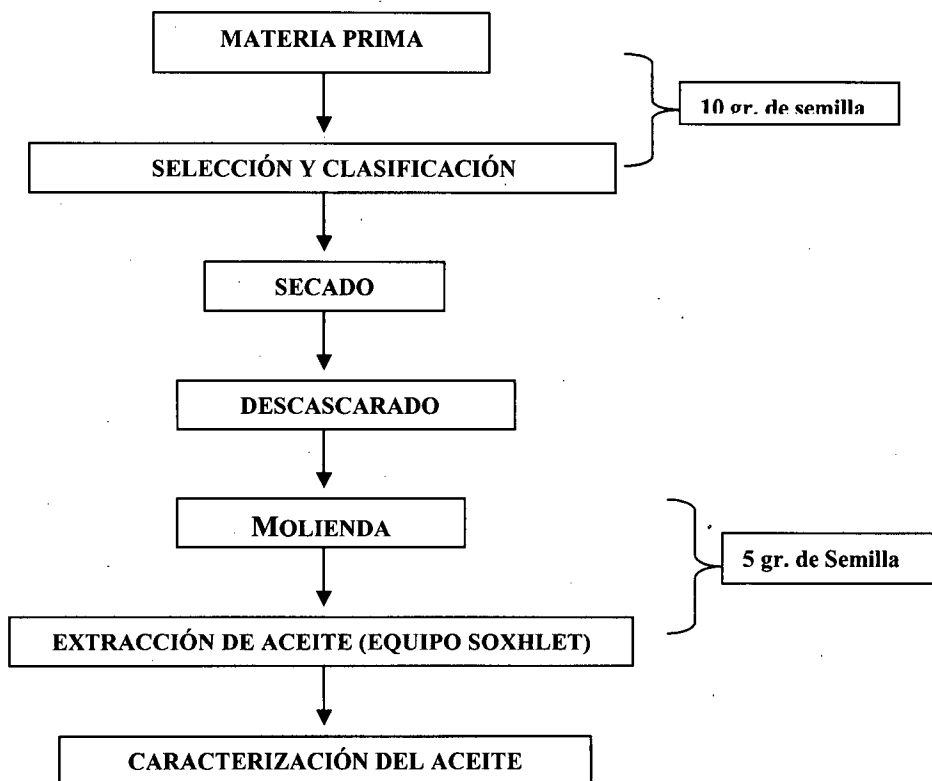 MATERIA PRIMA
10 gr. de semilla
SELECCIÓN Y CLASIFICACIÓN
SECADO
DESCASCARADO
MOLIENDA
5 gr. de Semilla
EXTRACCIÓN DE ACEITE (EQUIPO SOXHLET)
CARACTERIZACIÓN DEL ACEITE